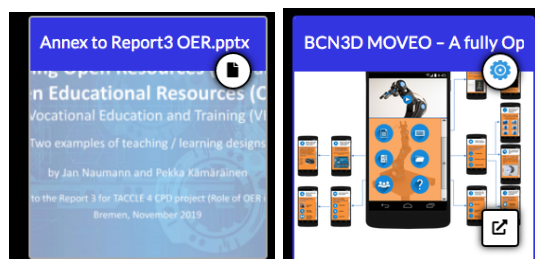 Annex to Report3 OER.pptx
ing Open Resources (
n Educational Resources (
Vocational Education and Training (VE
Two examples of teaching / learning designs
by Jan Naumann and Pekka Kämäräinen
to the Report 3 for TACCLE 4 CPD project (Role of OER i
Bremen, November 2019
BCN3D MOVEO – A fully Op
?